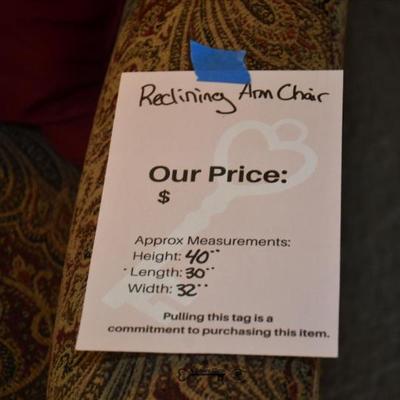 Reclining Arm Chair
Our Price:
$
Approx Measurements:
Height: 40"
Length: 30"
Width: 32"
Pulling this tag is a
commitment to purchasing this item.